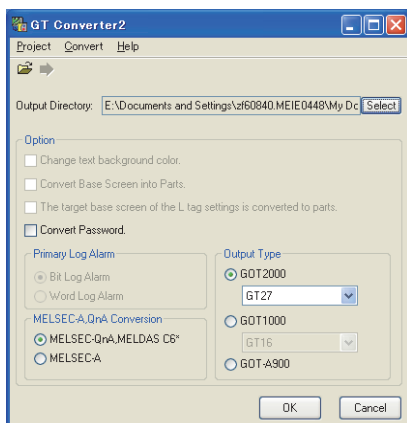 GT Converter2
Project Convert Help
Output Directory: E:\Documents and Settings\zf60840.MEIE0448\My Dc Select
Option
Change text background color.
Convert Base Screen into Parts.
The target base screen of the L tag settings is converted to parts.
Convert Password.
Primary Log Alarm
Bit Log Alarm
Word Log Alarm
MELSEC-A,QnA Conversion
MELSEC-QnA,MELDAS C6*
MELSEC-A
Output Type
GOT2000
GT27
GOT1000
GT16
GOT-A900
OK Cancel